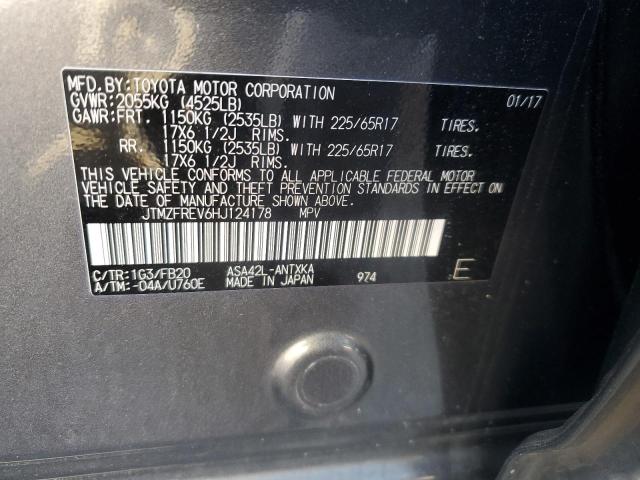 MFD.BY:TOYOTA MOTOR CORPORATION 01/17
GVWR:2055KG (4525LB)
GAWR:FRT. 1150KG (2535LB) WITH 225/65R17 TIRES.
17X6 1/2J RIMS.
RR. 1150KG (2535LB) WITH 225/65R17 TIRES.
17X6 1/2J RIMS.
THIS VEHICLE CONFORMS TO ALL APPLICABLE FEDERAL MOTOR
VEHICLE SAFETY AND THEFT PREVENTION STANDARDS IN EFFECT ON
THE DATE OF MANUFACTURE SHOWN ABOVE.
JTMZFREV6HJ124178 MPV
C/TR:1G3/FB20 ASA42L-ANTXKA
A/TM:-04A/U760E MADE IN JAPAN 974 E